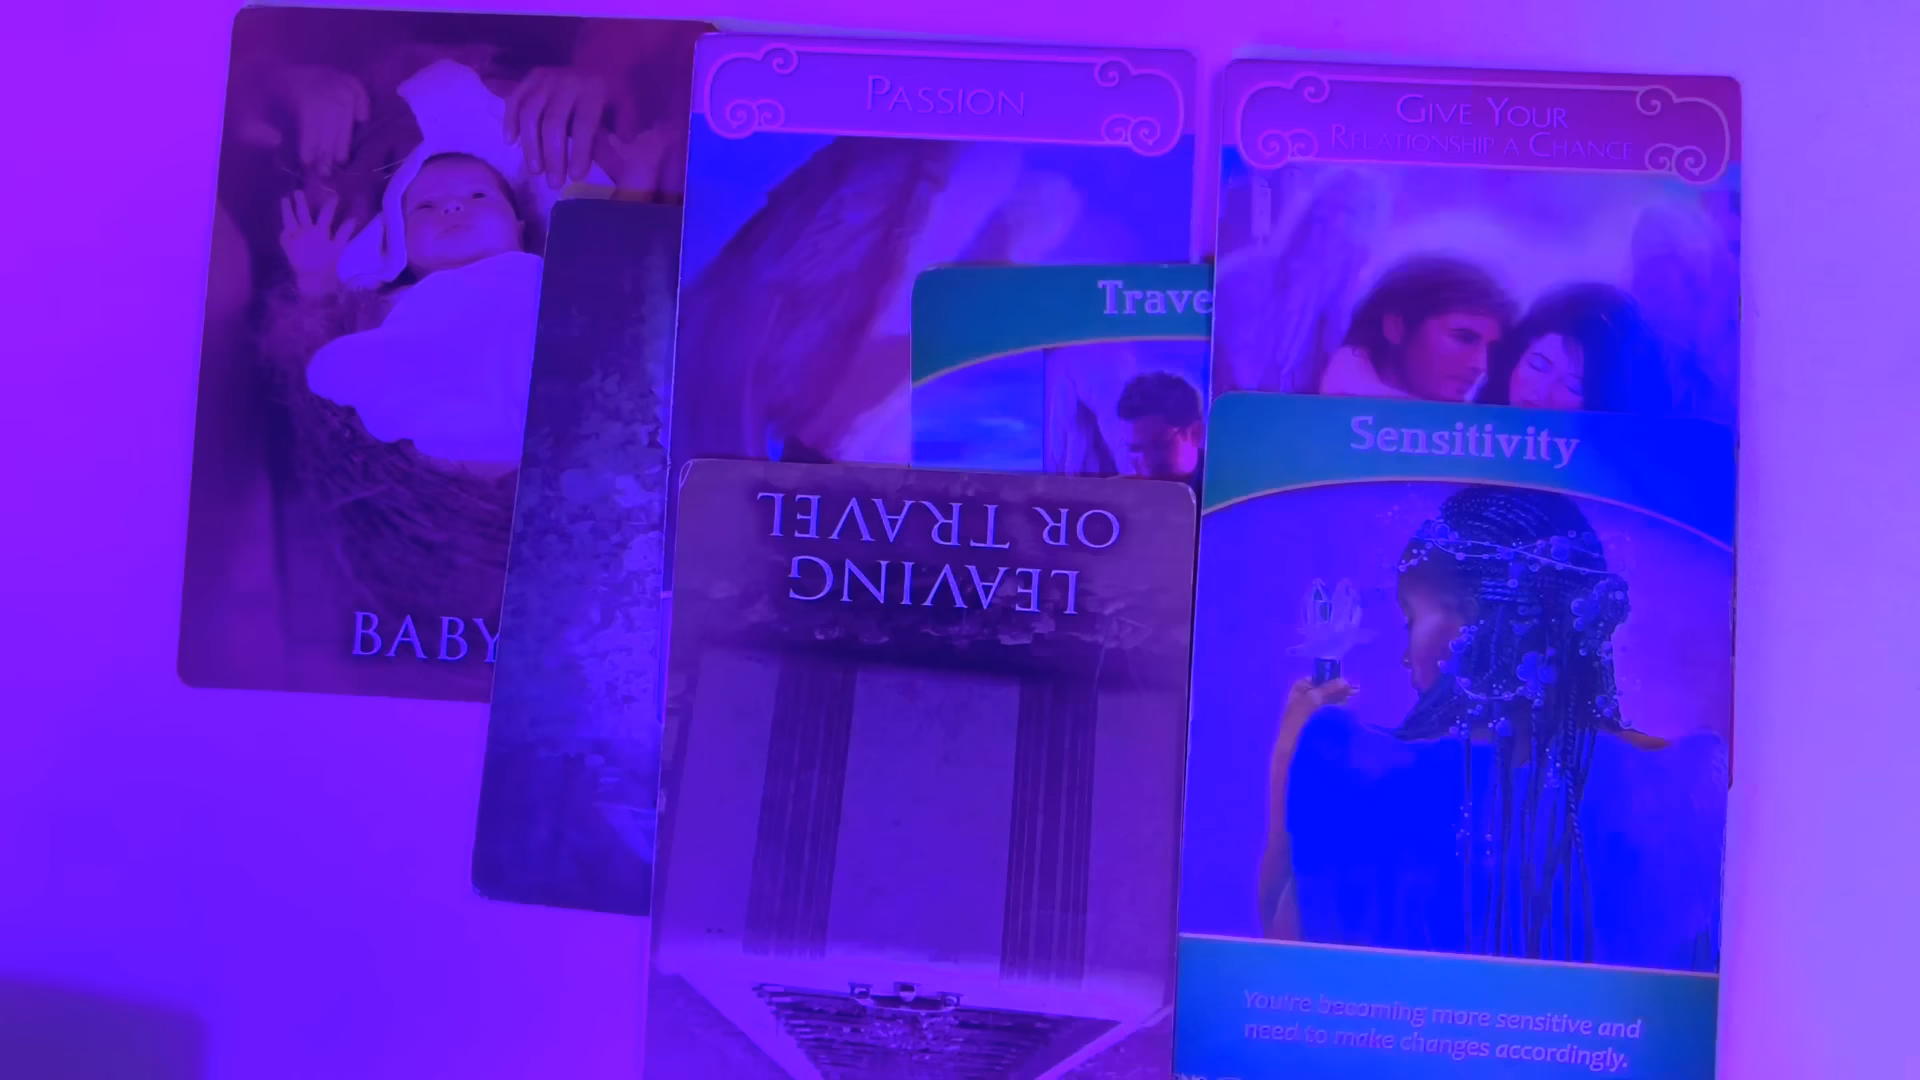 BABY
PASSION
Trave
LEAVING
OR TRAVEL
GIVE YOUR
RELATIONSHIP A CHANCE
Sensitivity
You're becoming more sensitive and
need to make changes accordingly.